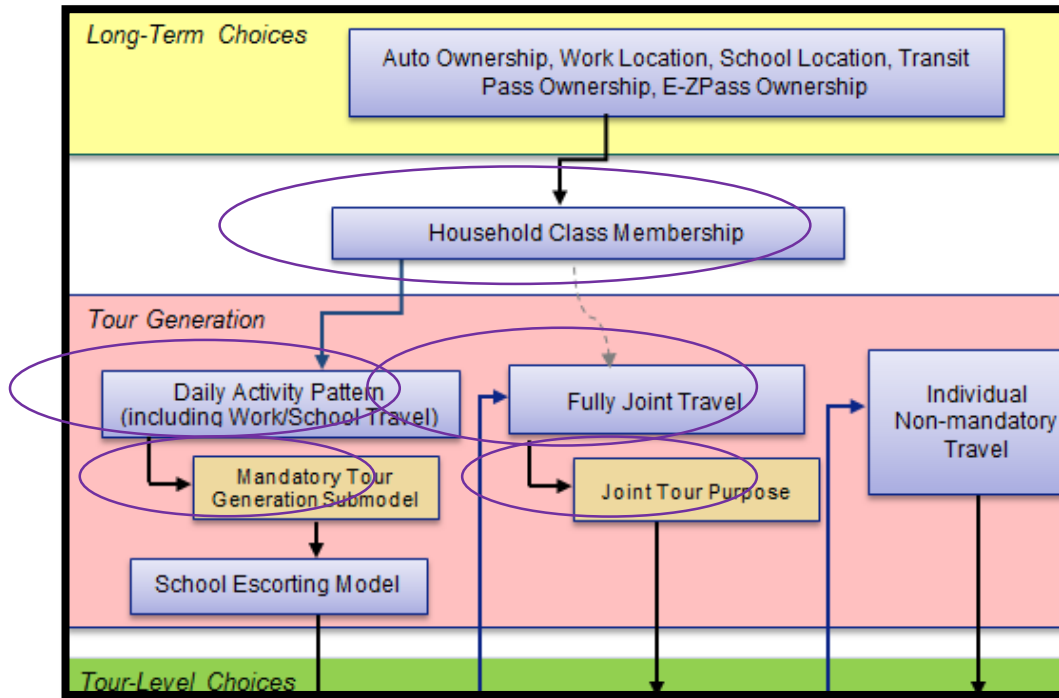 Long-Term Choices
Auto Ownership, Work Location, School Location, Transit
Pass Ownership, E-ZPass Ownership
Household Class Membership
Tour Generation
Daily Activity Pattern
(including Work/School Travel)
Mandatory Tour
Generation Submodel
School Escorting Model
Fully Joint Travel
Joint Tour Purpose
Individual
Non-mandatory
Travel
Tour-Level Choices